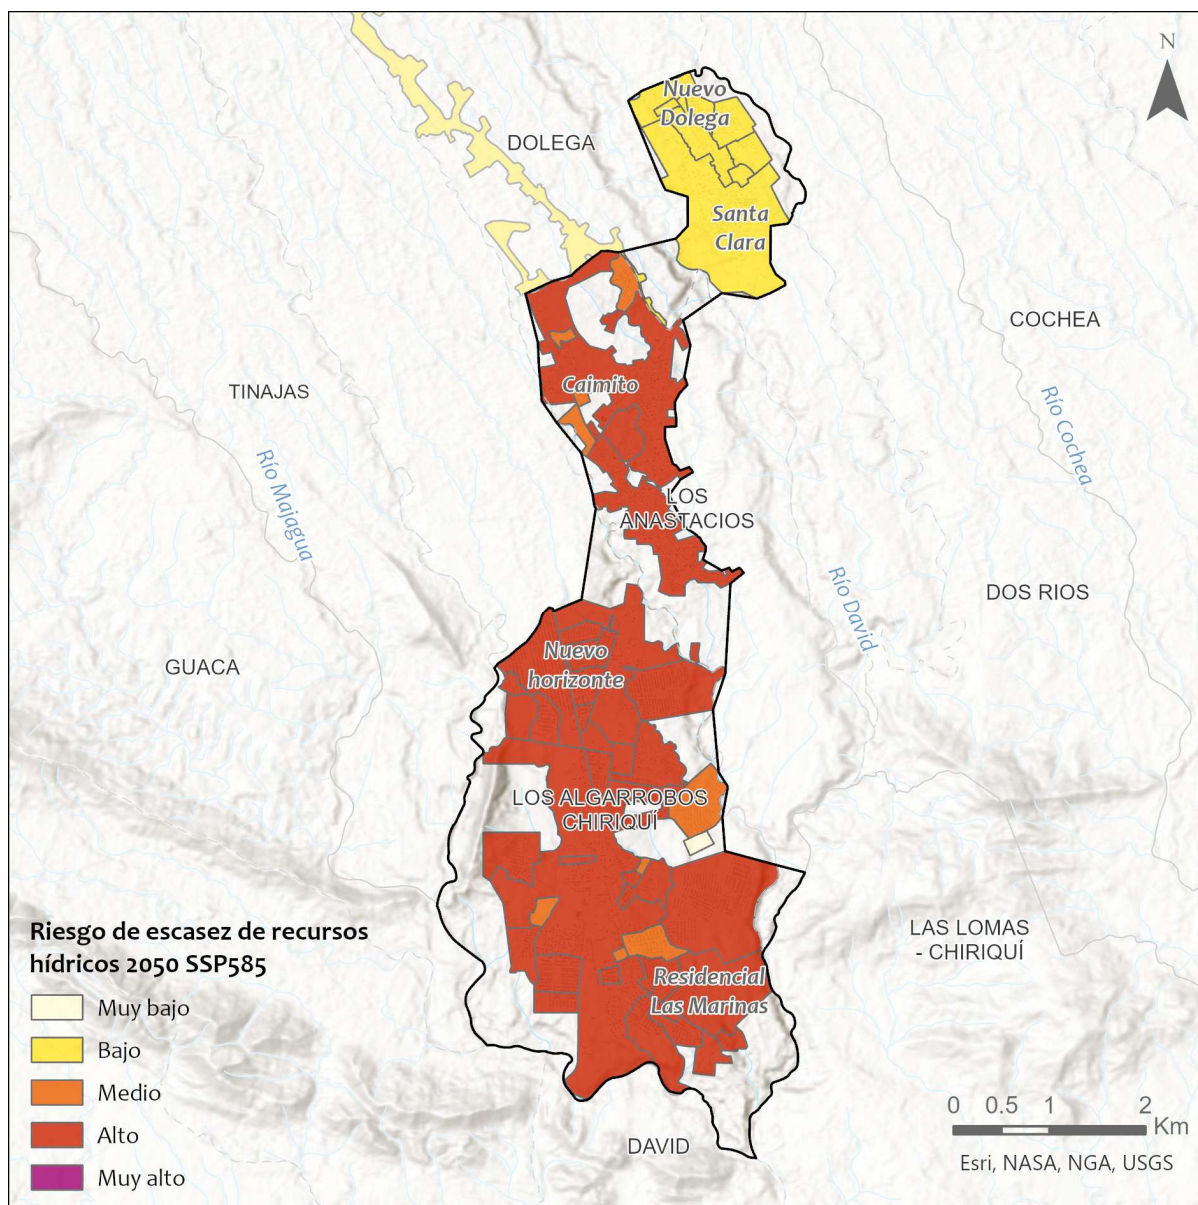 N
Nuevo
Dolega
DOLEGA
Santa
Clara
COCHEA
TINAJAS
Caimito
Río Cochea
Río Majagua
LOS
ANASTACIOS
DOS RIOS
Río David
GUACA
Nuevo
horizonte
LOS ALGARROBOS
CHIRIQUÍ
LAS LOMAS
- CHIRIQUÍ
Residencial
Las Marinas
DAVID
Riesgo de escasez de recursos
hídricos 2050 SSP585
Muy bajo
Bajo
Medio
Alto
Muy alto
0 0.5 1 2
Km
Esri, NASA, NGA, USGS